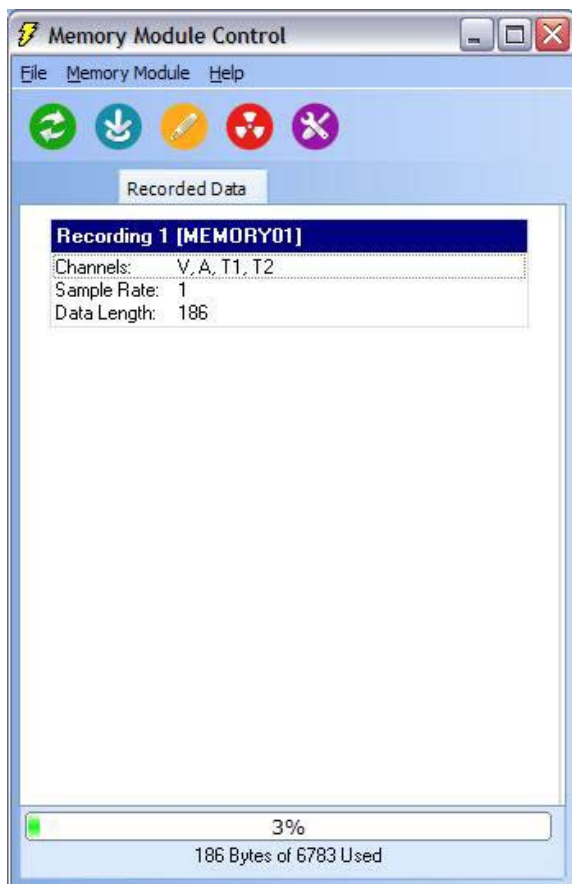 Memory Module Control
File Memory Module Help
Recorded Data
Recording 1 [MEMORY01]
Channels: V, A, T1, T2
Sample Rate: 1
Data Length: 186
3%
186 Bytes of 6783 Used